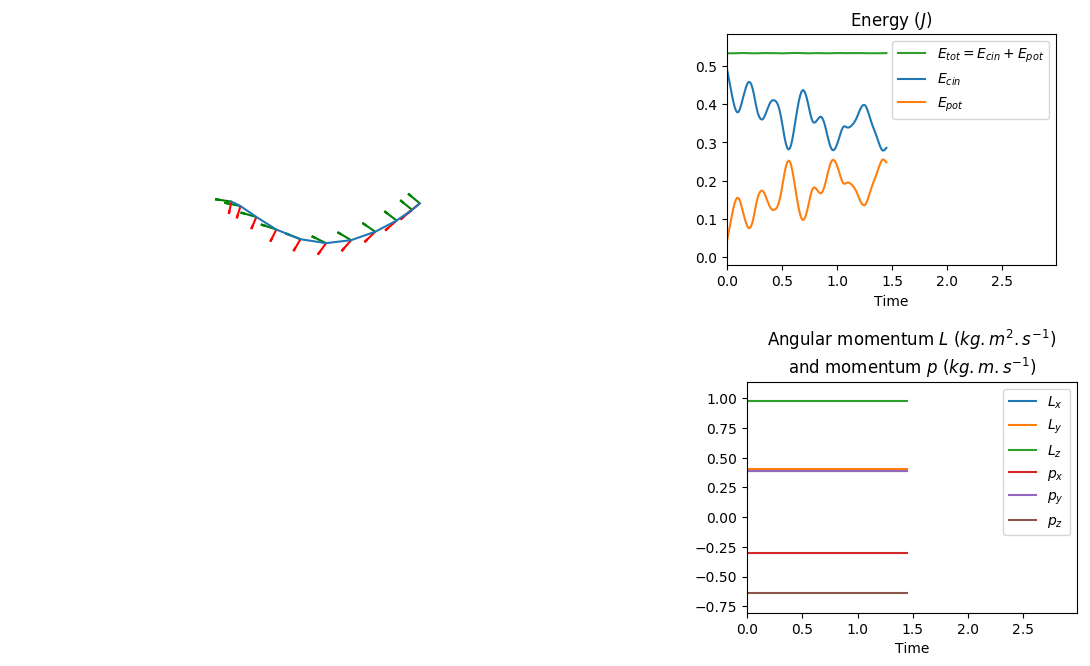 Energy (J)
E_tot = E_cin + E_pot
E_cin
E_pot
0.5
0.4
0.3
0.2
0.1
0.0
0.0 0.5 1.0 1.5 2.0 2.5
Time
Angular momentum L (kg.m².s⁻¹)
and momentum p (kg.m.s⁻¹)
L_x
L_y
L_z
p_x
p_y
p_z
1.00
0.75
0.50
0.25
0.00
−0.25
−0.50
−0.75
0.0 0.5 1.0 1.5 2.0 2.5
Time